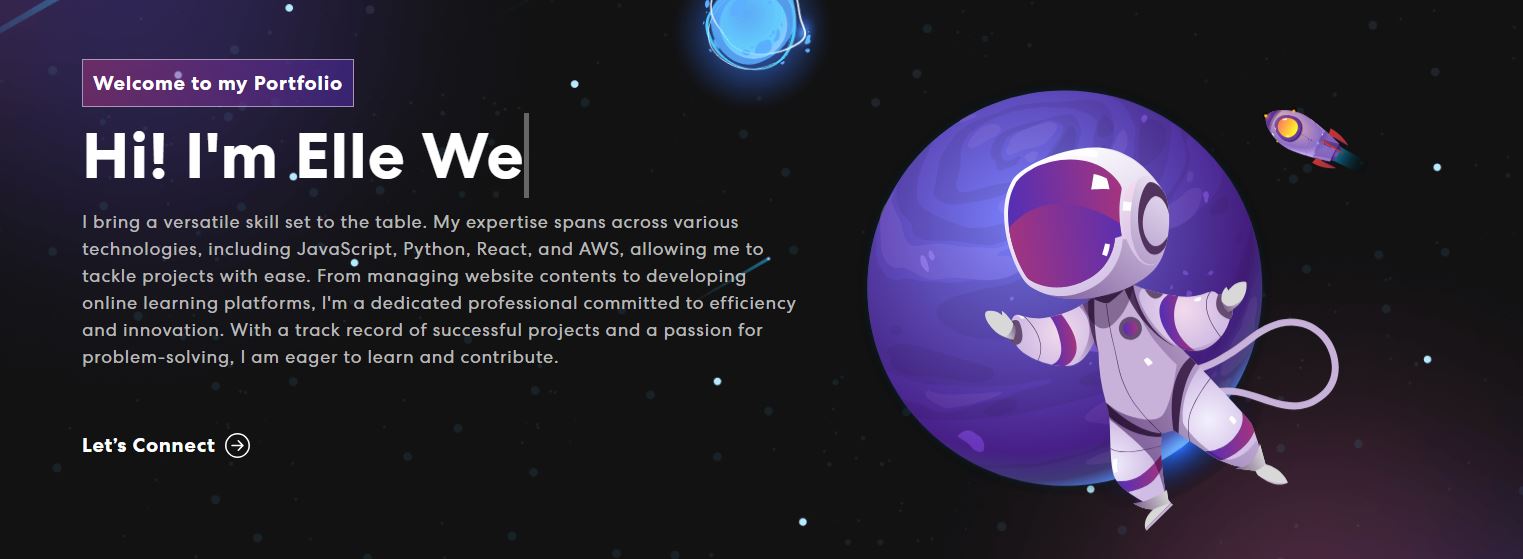 Welcome to my Portfolio
Hi! I'm Elle We
I bring a versatile skill set to the table. My expertise spans across various
technologies, including JavaScript, Python, React, and AWS, allowing me to
tackle projects with ease. From managing website contents to developing
online learning platforms, I'm a dedicated professional committed to efficiency
and innovation. With a track record of successful projects and a passion for
problem-solving, I am eager to learn and contribute.
Let’s Connect